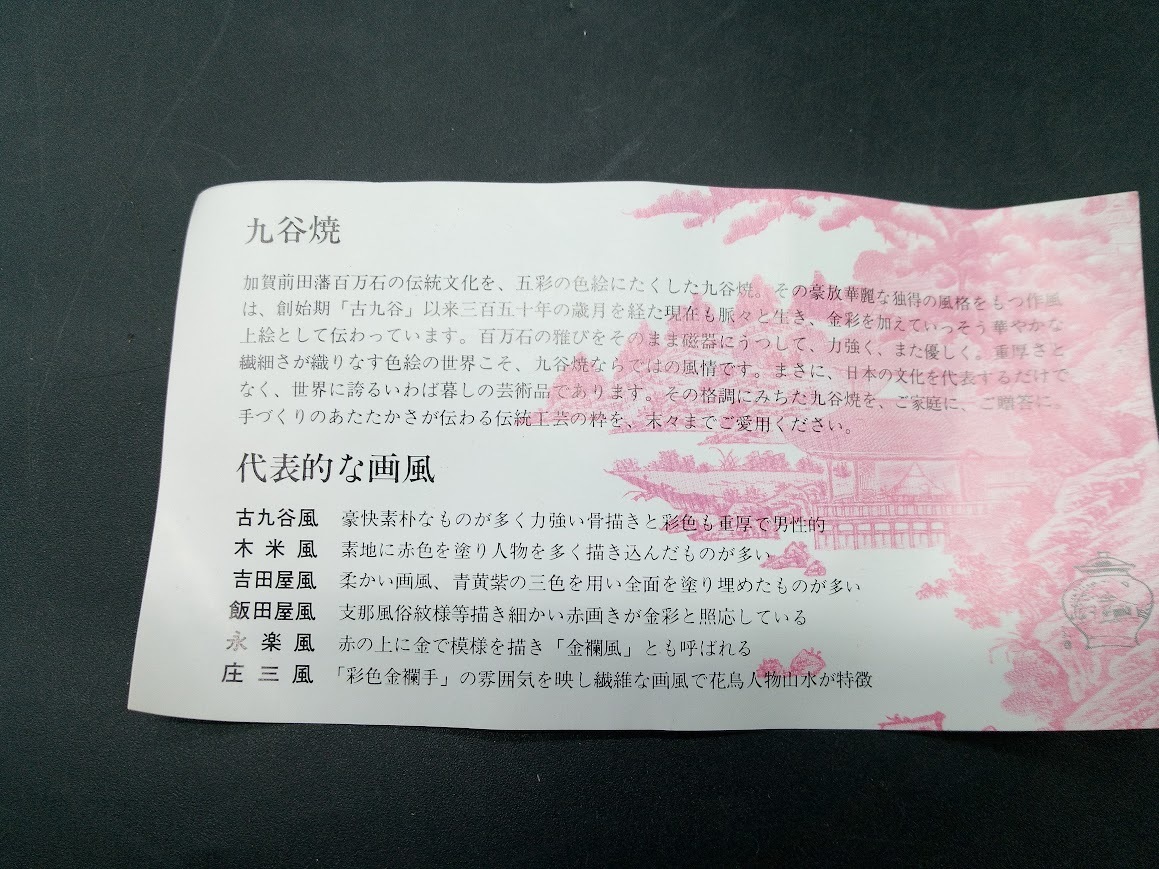 九谷焼
加賀前田藩百万石の伝統文化を、五彩の色絵にたくした九谷焼。その豪放華麗な独得の風格をもつ作風
は、創始期「古九谷」以来三百五十年の歳月を経た現在も脈々と生き、金彩を加えていっそう華やかな
上絵として伝わっています。百万石の雅びをそのまま磁器にうつして、力強く、また優しく。重厚さと
繊細さが織りなす色絵の世界こそ、九谷焼ならではの風情です。まさに、日本の文化を代表するだけで
なく、世界に誇るいわば暮しの芸術品であります。その格調にみちた九谷焼を、ご家庭に、ご贈答に、
手づくりのあたたかさが伝わる伝統工芸の粋を、末々までご愛用ください。
代表的な画風
古九谷風 豪快素朴なものが多く力強い骨描きと彩色も重厚で男性的
木米風 素地に赤色を塗り人物を多く描き込んだものが多い
吉田屋風 柔かい画風、青黄紫の三色を用い全面を塗り埋めたものが多い
飯田屋風 支那風俗紋様等描き細かい赤画きが金彩と照応している
永楽風 赤の上に金で模様を描き「金襴風」とも呼ばれる
庄三風 「彩色金襴手」の雰囲気を映し繊維な画風で花鳥人物山水が特徴